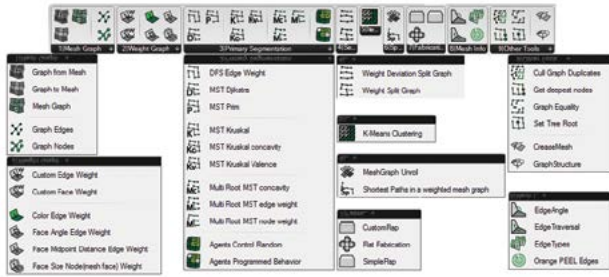 1)Mesh Graph
2)Weight Graph
3)Primary Segmentation
7)Fabricati...
8)Mesh Info
9)Other Tools
Graph from Mesh
Graph to Mesh
Mesh Graph
Graph Edges
Graph Nodes
Custom Edge Weight
Custom Face Weight
Color Edge Weight
Face Angle Edge Weight
Face Midpoint Distance Edge Weight
Face Size Node(mesh face) Weight
DFS Edge Weight
MST Djikstra
MST Prim
MST Kruskal
MST Kruskal concavity
MST Kruskal Valence
Multi Root MST concavity
Multi Root MST edge weight
Multi Root MST node weight
Agents Control Random
Agents Programmed Behavior
Weight Deviation Split Graph
Weight Split Graph
K-Means Clustering
MeshGraph Unrol
Shortest Paths in a weighted mesh graph
CustomRap
Rat Fabrication
SimpleRap
Cull Graph Duplicates
Get deepest nodes
Graph Equality
Set Tree Root
CreaseMesh
GraphStructure
EdgeAngle
EdgeTraversal
EdgeTypes
Orange PEEL Edges